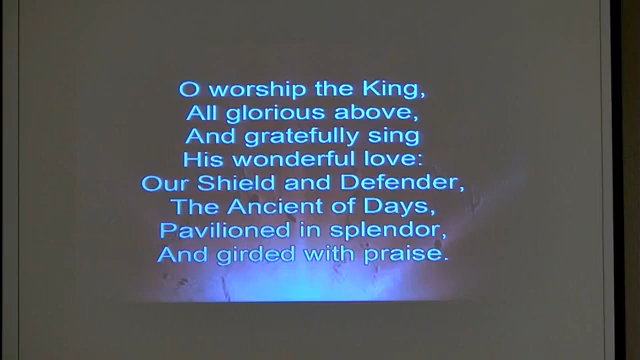 O worship the King,
All glorious above,
And gratefully sing
His wonderful love:
Our Shield and Defender,
The Ancient of Days,
Pavilioned in splendor,
And girded with praise.